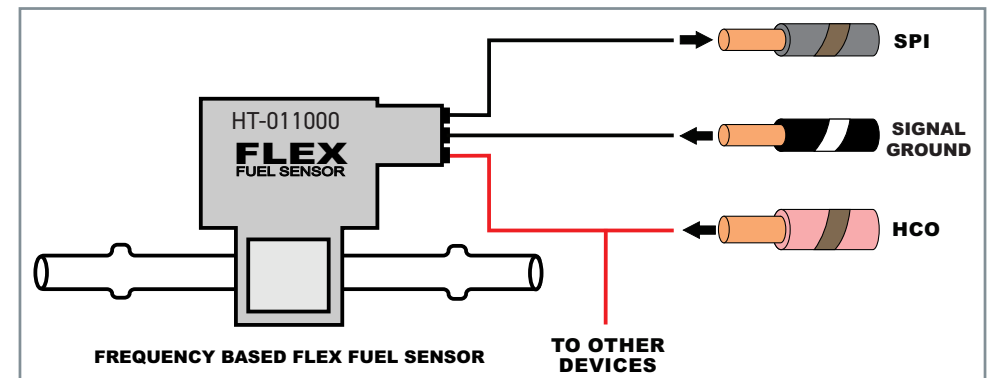 SPI
HT-011000
FLEX
FUEL SENSOR
SIGNAL
GROUND
HCO
FREQUENCY BASED FLEX FUEL SENSOR
TO OTHER
DEVICES